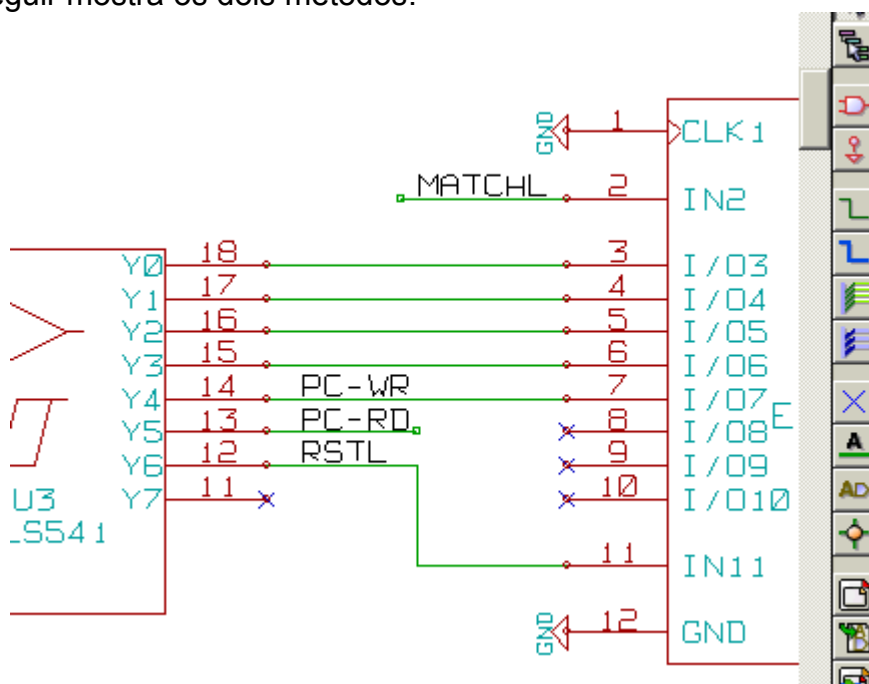 eguir mostra os dois métodos:
GND 1 CLK1
MATCHL 2 IN2
Y0 18 3 I/O3
Y1 17 4 I/O4
Y2 16 5 I/O5
Y3 15 6 I/O6
Y4 14 PC-WR 7 I/O7
E
Y5 13 PC-RD 8 I/O8
Y6 12 RSTL 9 I/O9
U3 Y7 11 10 I/O10
LS541
11 IN11
GND 12 GND
A